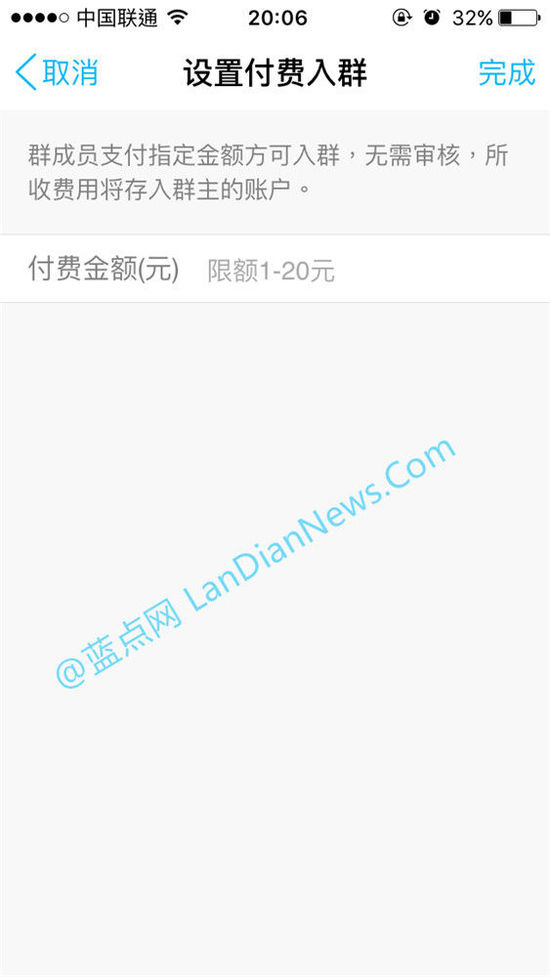 中国联通 20:06 32%
取消 设置付费入群 完成
群成员支付指定金额方可入群，无需审核，所
收费用将存入群主的账户。
付费金额(元) 限额1-20元
@蓝点网 LanDianNews.Com